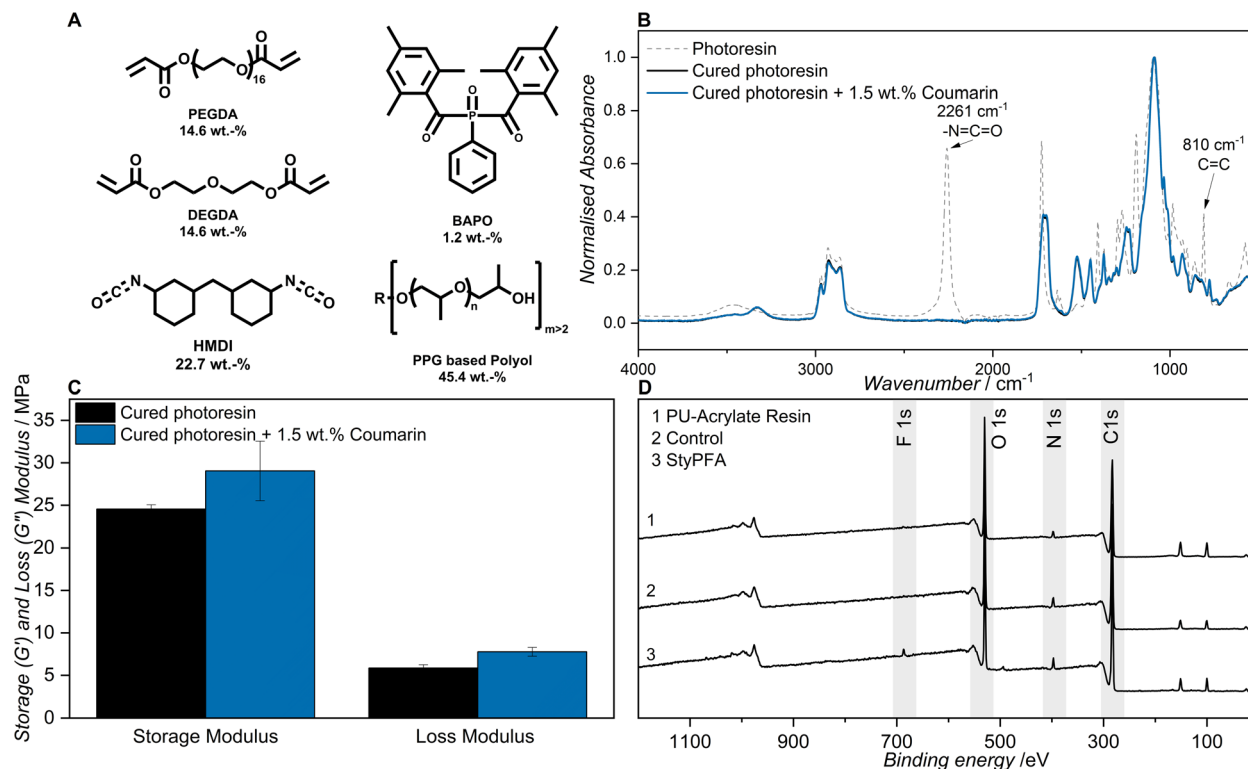 A
O
O
O
O
16
PEGDA
14.6 wt.-%
O
O
O
O
O
DEGDA
14.6 wt.-%
O
C
N
N
C
O
HMDI
22.7 wt.-%
O
P
O
O
BAPO
1.2 wt.-%
R
O
O
n
OH
m>2
PPG based Polyol
45.4 wt.-%
B
Photoresin
Cured photoresin
Cured photoresin + 1.5 wt.% Coumarin
2261 cm-1
-N=C=O
810 cm-1
C=C
Normalised Absorbance
1.0
0.8
0.6
0.4
0.2
0.0
4000
3000
2000
1000
Wavenumber / cm-1
C
Cured photoresin
Cured photoresin + 1.5 wt.% Coumarin
Storage (G') and Loss (G") Modulus / MPa
35
30
25
20
15
10
5
0
Storage Modulus
Loss Modulus
D
1 PU-Acrylate Resin
2 Control
3 StyPFA
F 1s
O 1s
N 1s
C1s
1
2
3
1100
900
700
500
300
100
Binding energy /eV